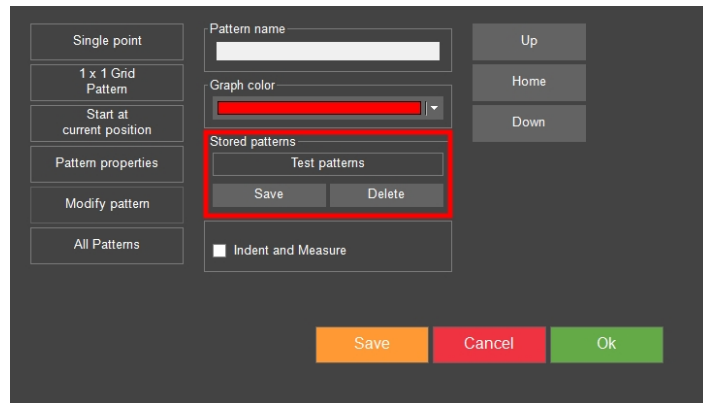 Single point
1 x 1 Grid
Pattern
Start at
current position
Pattern properties
Modify pattern
All Patterns
Pattern name
Graph color
Stored patterns
Test patterns
Save
Delete
Indent and Measure
Up
Home
Down
Save
Cancel
Ok